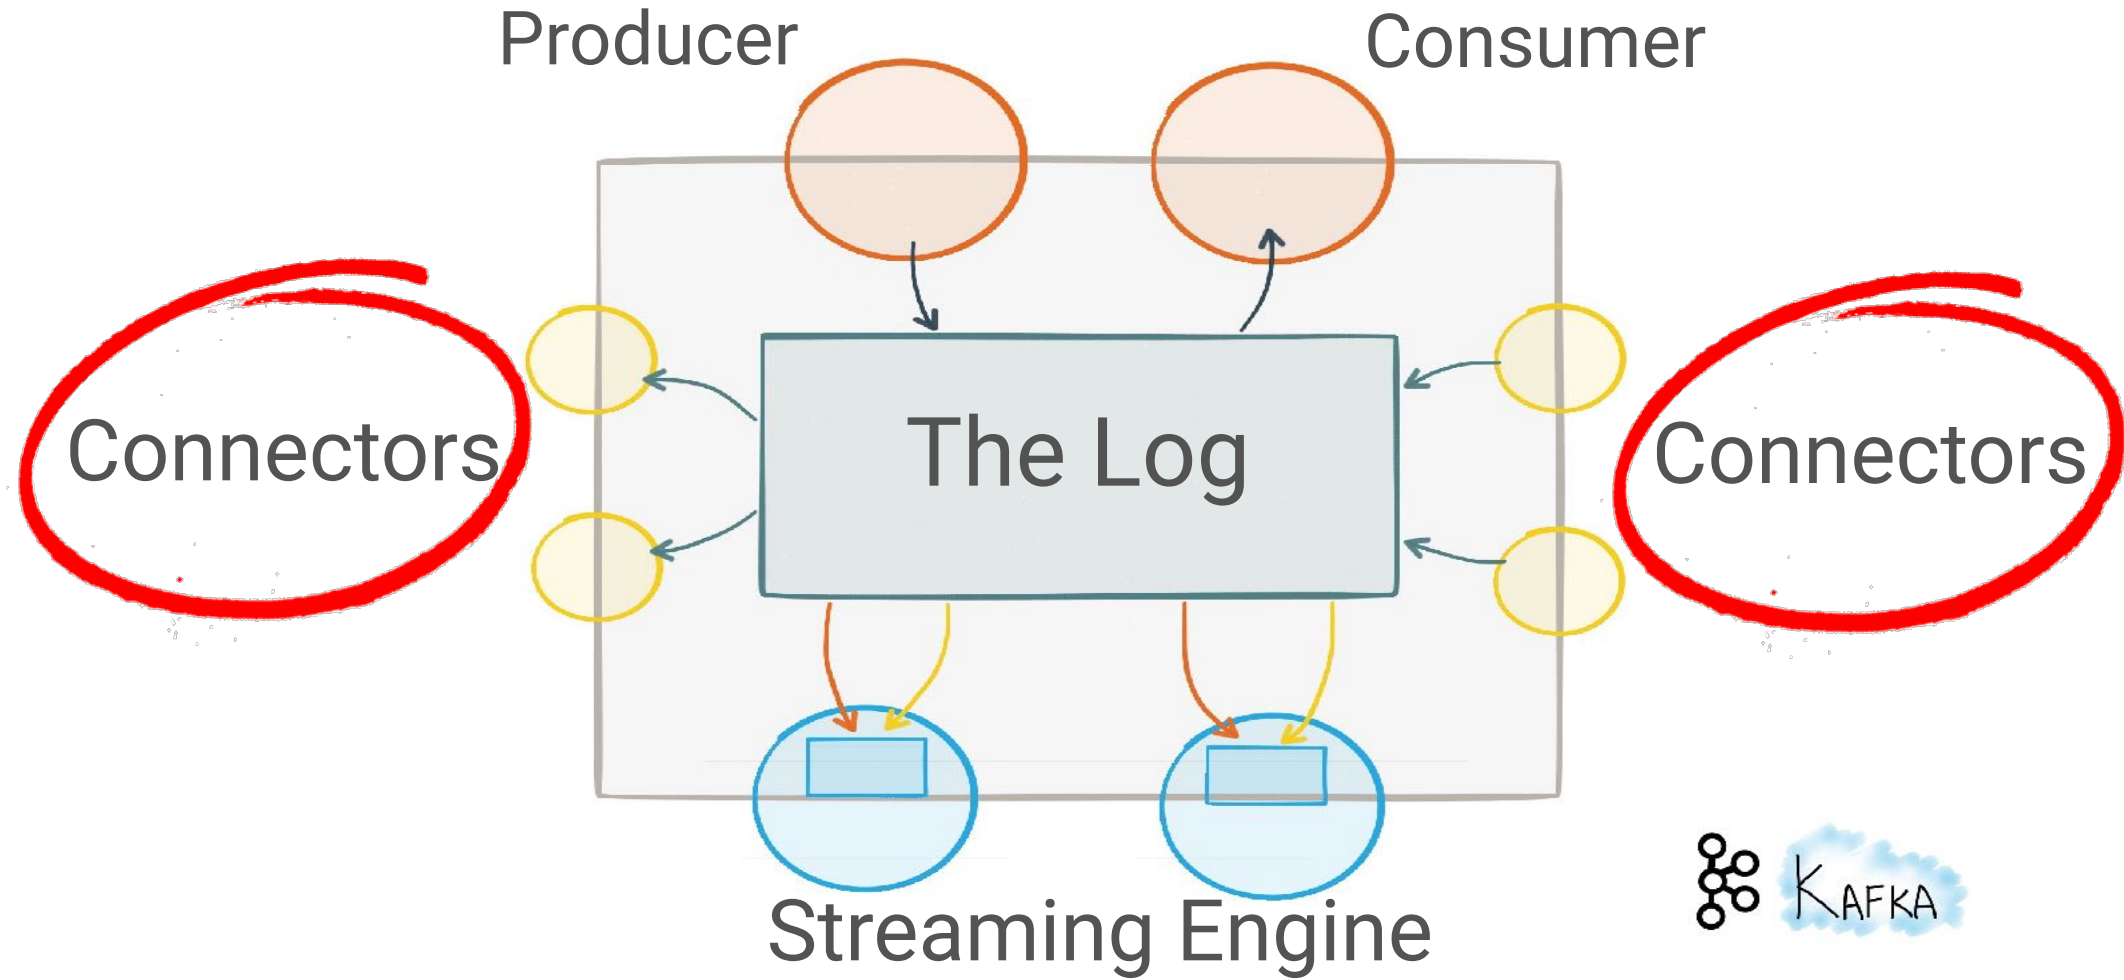 Producer
Consumer
Connectors
The Log
Connectors
Streaming Engine
KAFKA